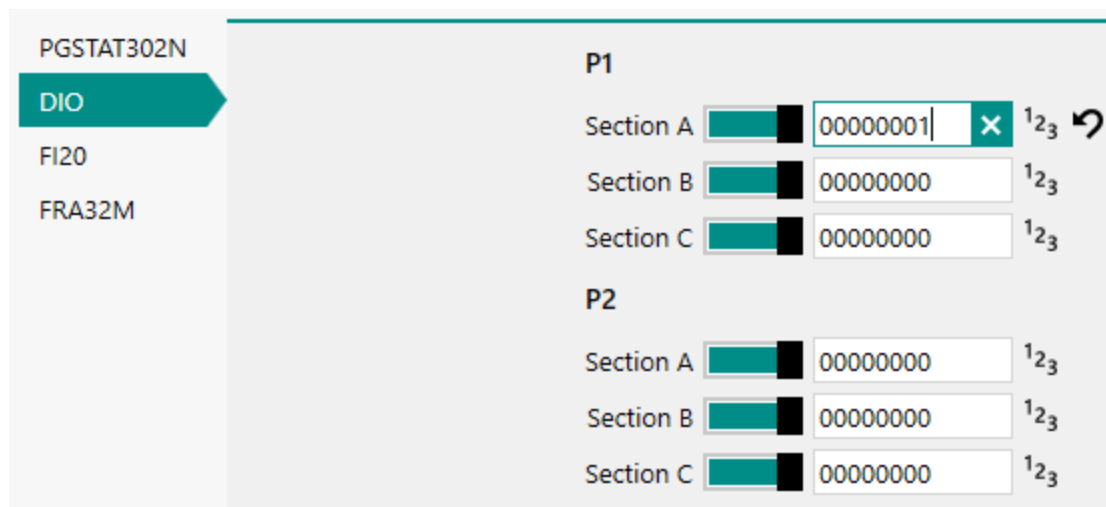 PGSTAT302N
DIO
FI20
FRA32M
P1
Section A 00000001 123
Section B 00000000 123
Section C 00000000 123
P2
Section A 00000000 123
Section B 00000000 123
Section C 00000000 123